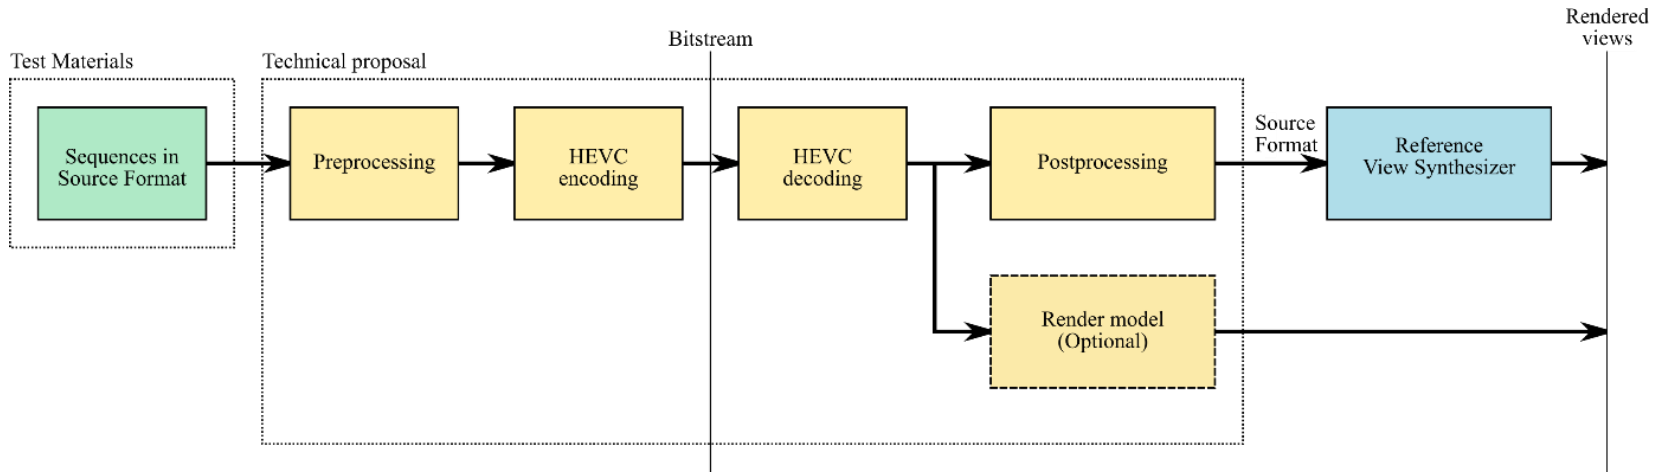 Rendered
views
Bitstream
Test Materials
Technical proposal
Sequences in
Source Format
Preprocessing
HEVC
encoding
HEVC
decoding
Postprocessing
Source
Format
Reference
View Synthesizer
Render model
(Optional)